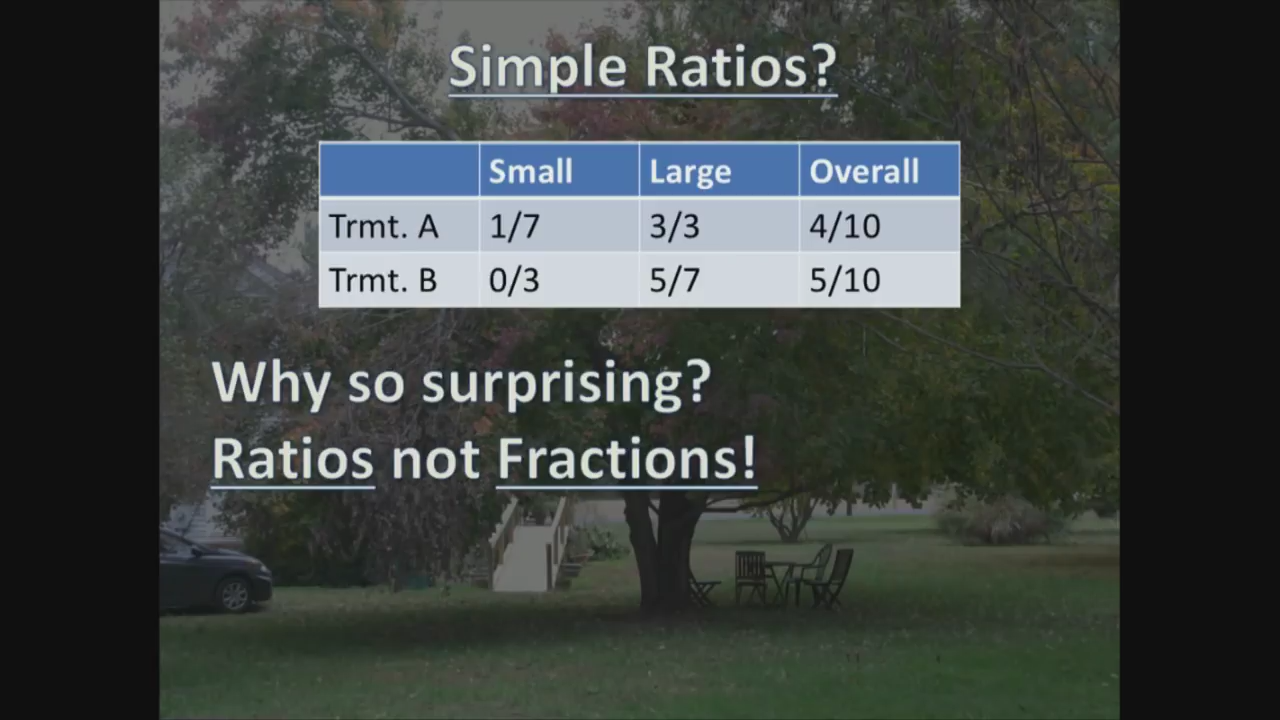 Simple Ratios?
Small Large Overall
Trmt. A 1/7 3/3 4/10
Trmt. B 0/3 5/7 5/10
Why so surprising?
Ratios not Fractions!